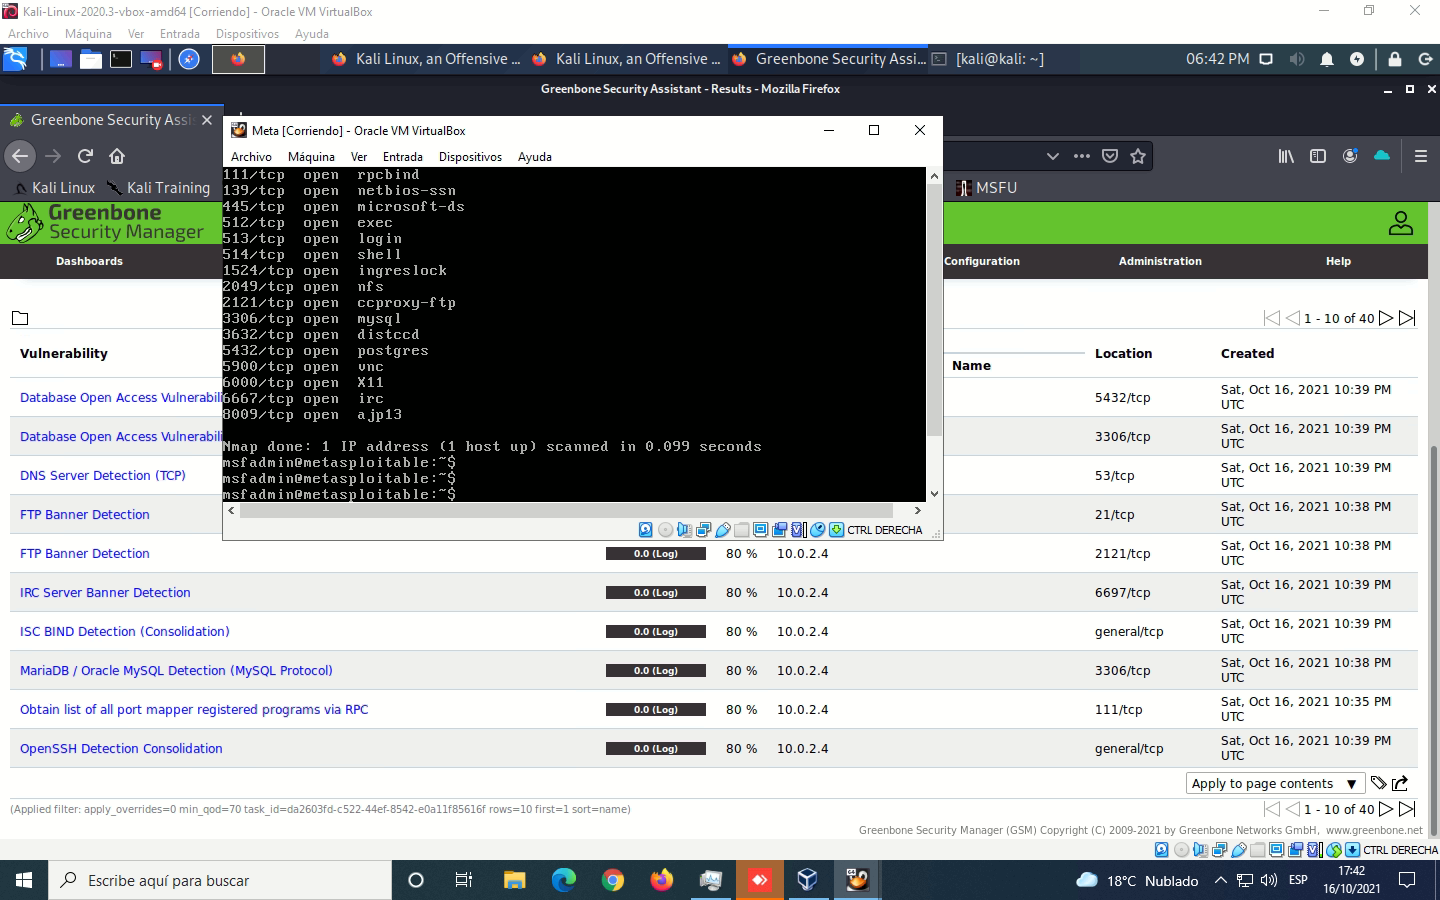 Kali-Linux-2020.3-vbox-amd64 [Corriendo] - Oracle VM VirtualBox
Archivo Máquina Ver Entrada Dispositivos Ayuda
Kali Linux, an Offensive ... Kali Linux, an Offensive ... Greenbone Security Assi... [kali@kali: ~] 06:42 PM
Greenbone Security Assistant - Results - Mozilla Firefox
Greenbone Security Assis
Meta [Corriendo] - Oracle VM VirtualBox
Archivo Máquina Ver Entrada Dispositivos Ayuda
Kali Linux Kali Training MSFU
111/tcp open rpcbind
139/tcp open netbios-ssn
445/tcp open microsoft-ds
512/tcp open exec
513/tcp open login
514/tcp open shell
1524/tcp open ingreslock
2049/tcp open nfs
2121/tcp open ccproxy-ftp
3306/tcp open mysql
3632/tcp open distccd
5432/tcp open postgres
5900/tcp open vnc
6000/tcp open X11
6667/tcp open irc
8009/tcp open ajp13
Nmap done: 1 IP address (1 host up) scanned in 0.099 seconds
msfadmin@metasploitable:~$
msfadmin@metasploitable:~$
msfadmin@metasploitable:~$
CTRL DERECHA
Greenbone
Security Manager
Dashboards Configuration Administration Help
1 - 10 of 40
Vulnerability Name Location Created
Database Open Access Vulnerabili 5432/tcp Sat, Oct 16, 2021 10:39 PM
UTC
Database Open Access Vulnerabili 3306/tcp Sat, Oct 16, 2021 10:39 PM
UTC
DNS Server Detection (TCP) 53/tcp Sat, Oct 16, 2021 10:39 PM
UTC
FTP Banner Detection 21/tcp Sat, Oct 16, 2021 10:38 PM
UTC
FTP Banner Detection 0.0 (Log) 80 % 10.0.2.4 2121/tcp Sat, Oct 16, 2021 10:38 PM
UTC
IRC Server Banner Detection 0.0 (Log) 80 % 10.0.2.4 6697/tcp Sat, Oct 16, 2021 10:39 PM
UTC
ISC BIND Detection (Consolidation) 0.0 (Log) 80 % 10.0.2.4 general/tcp Sat, Oct 16, 2021 10:39 PM
UTC
MariaDB / Oracle MySQL Detection (MySQL Protocol) 0.0 (Log) 80 % 10.0.2.4 3306/tcp Sat, Oct 16, 2021 10:38 PM
UTC
Obtain list of all port mapper registered programs via RPC 0.0 (Log) 80 % 10.0.2.4 111/tcp Sat, Oct 16, 2021 10:35 PM
UTC
OpenSSH Detection Consolidation 0.0 (Log) 80 % 10.0.2.4 general/tcp Sat, Oct 16, 2021 10:39 PM
UTC
Apply to page contents
(Applied filter: apply_overrides=0 min_qod=70 task_id=da2603fd-c522-44ef-8542-e0a11f85616f rows=10 first=1 sort=name) 1 - 10 of 40
Greenbone Security Manager (GSM) Copyright (C) 2009-2021 by Greenbone Networks GmbH, www.greenbone.net
CTRL DERECHA
Escribe aquí para buscar 18°C Nublado ESP 17:42
16/10/2021